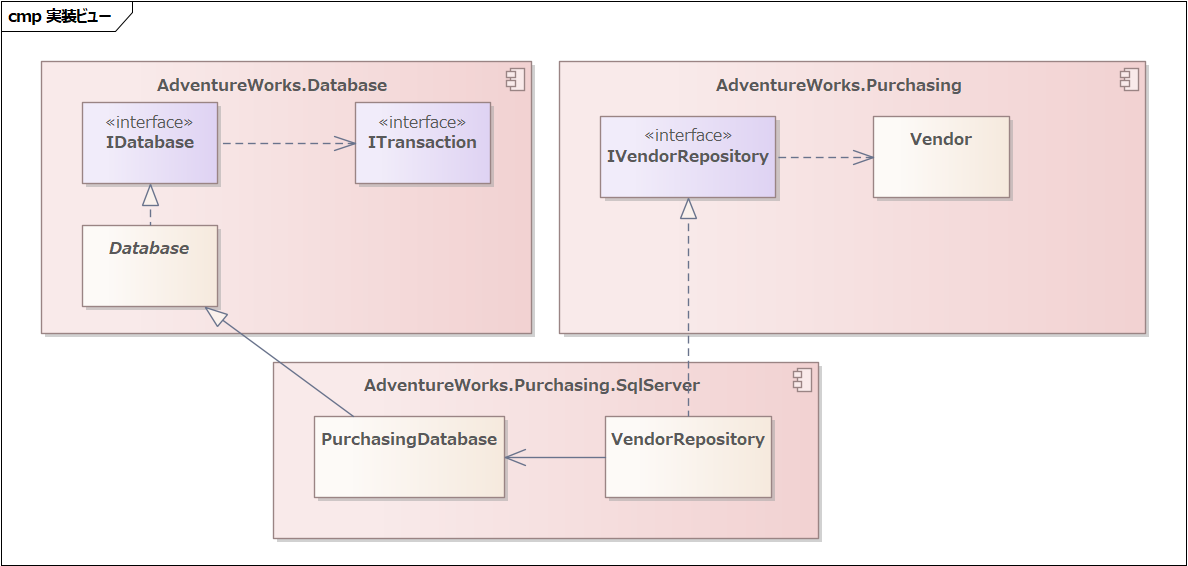 cmp 実装ビュー
AdventureWorks.Database
«interface»
IDatabase
«interface»
ITransaction
Database
AdventureWorks.Purchasing
«interface»
IVendorRepository
Vendor
AdventureWorks.Purchasing.SqlServer
PurchasingDatabase
VendorRepository